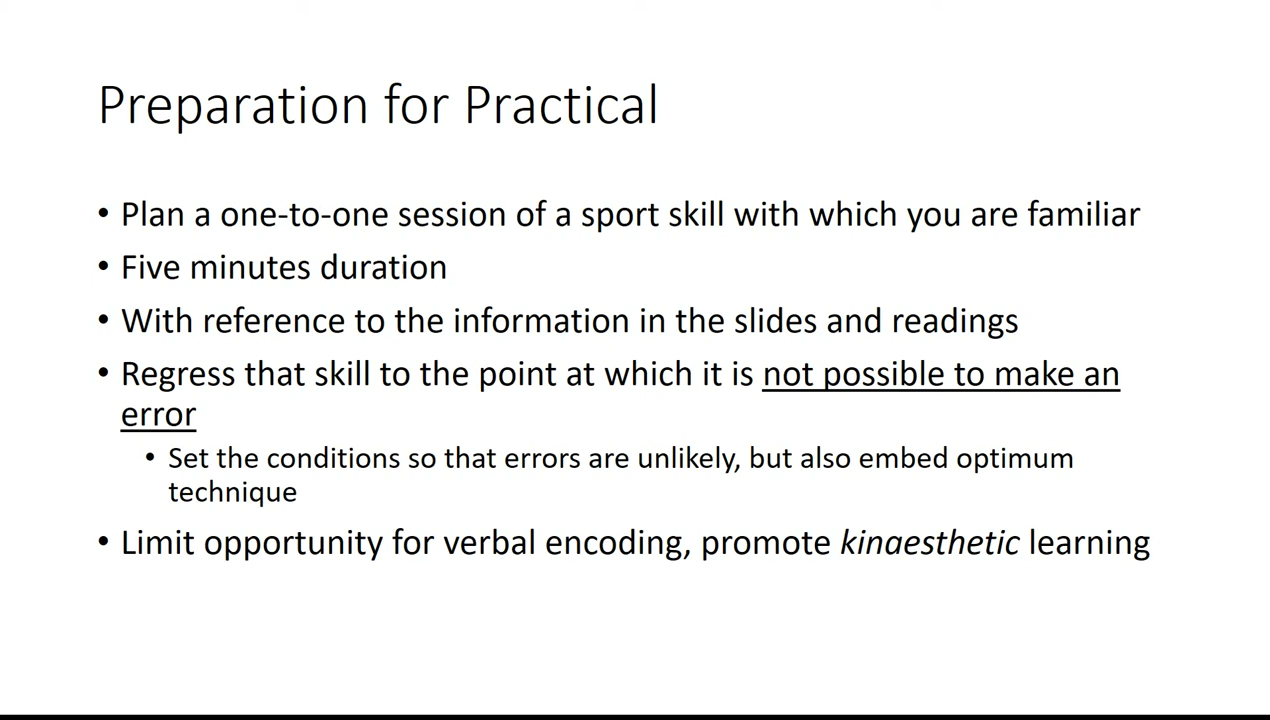 Preparation for Practical
• Plan a one-to-one session of a sport skill with which you are familiar
• Five minutes duration
• With reference to the information in the slides and readings
• Regress that skill to the point at which it is not possible to make an
error
• Set the conditions so that errors are unlikely, but also embed optimum
technique
• Limit opportunity for verbal encoding, promote kinaesthetic learning